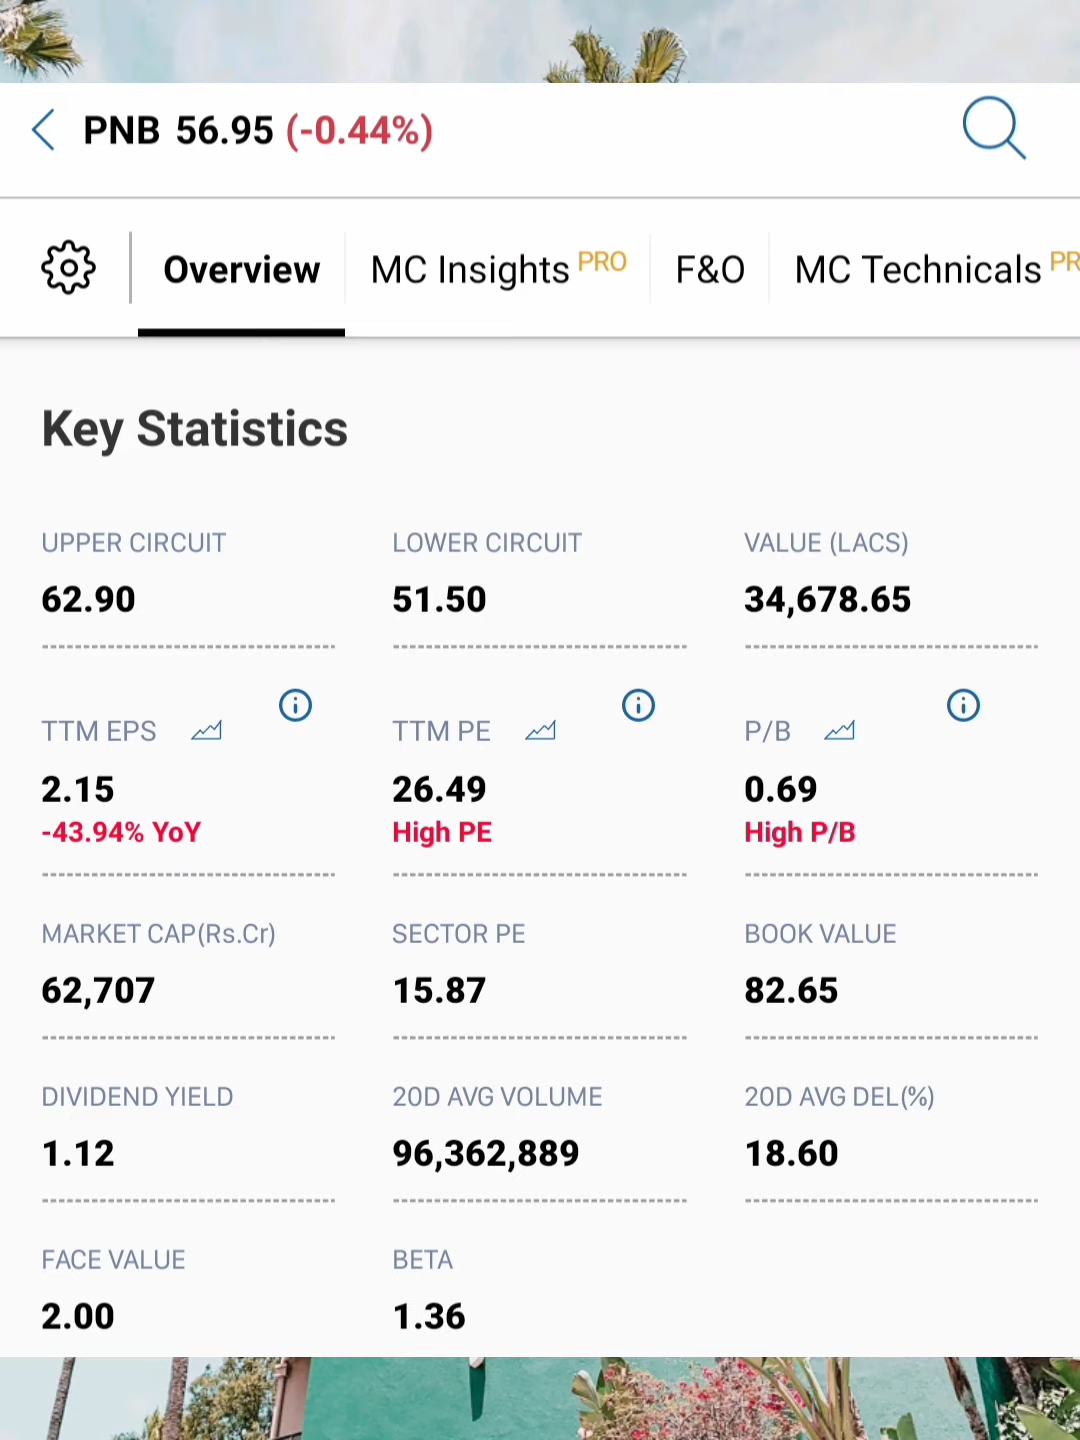 PNB 56.95 (-0.44%)
Overview MC Insights PRO F&O MC Technicals PR
Key Statistics
UPPER CIRCUIT LOWER CIRCUIT VALUE (LACS)
62.90 51.50 34,678.65
TTM EPS TTM PE P/B
2.15 26.49 0.69
-43.94% YoY High PE High P/B
MARKET CAP(Rs.Cr) SECTOR PE BOOK VALUE
62,707 15.87 82.65
DIVIDEND YIELD 20D AVG VOLUME 20D AVG DEL(%)
1.12 96,362,889 18.60
FACE VALUE BETA
2.00 1.36